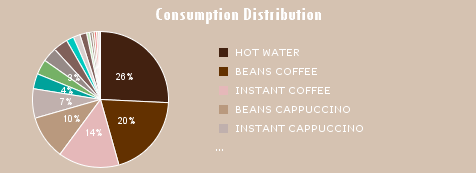 Consumption Distribution
26%
20%
14%
10%
7%
4%
3%
HOT WATER
BEANS COFFEE
INSTANT COFFEE
BEANS CAPPUCCINO
INSTANT CAPPUCCINO
...